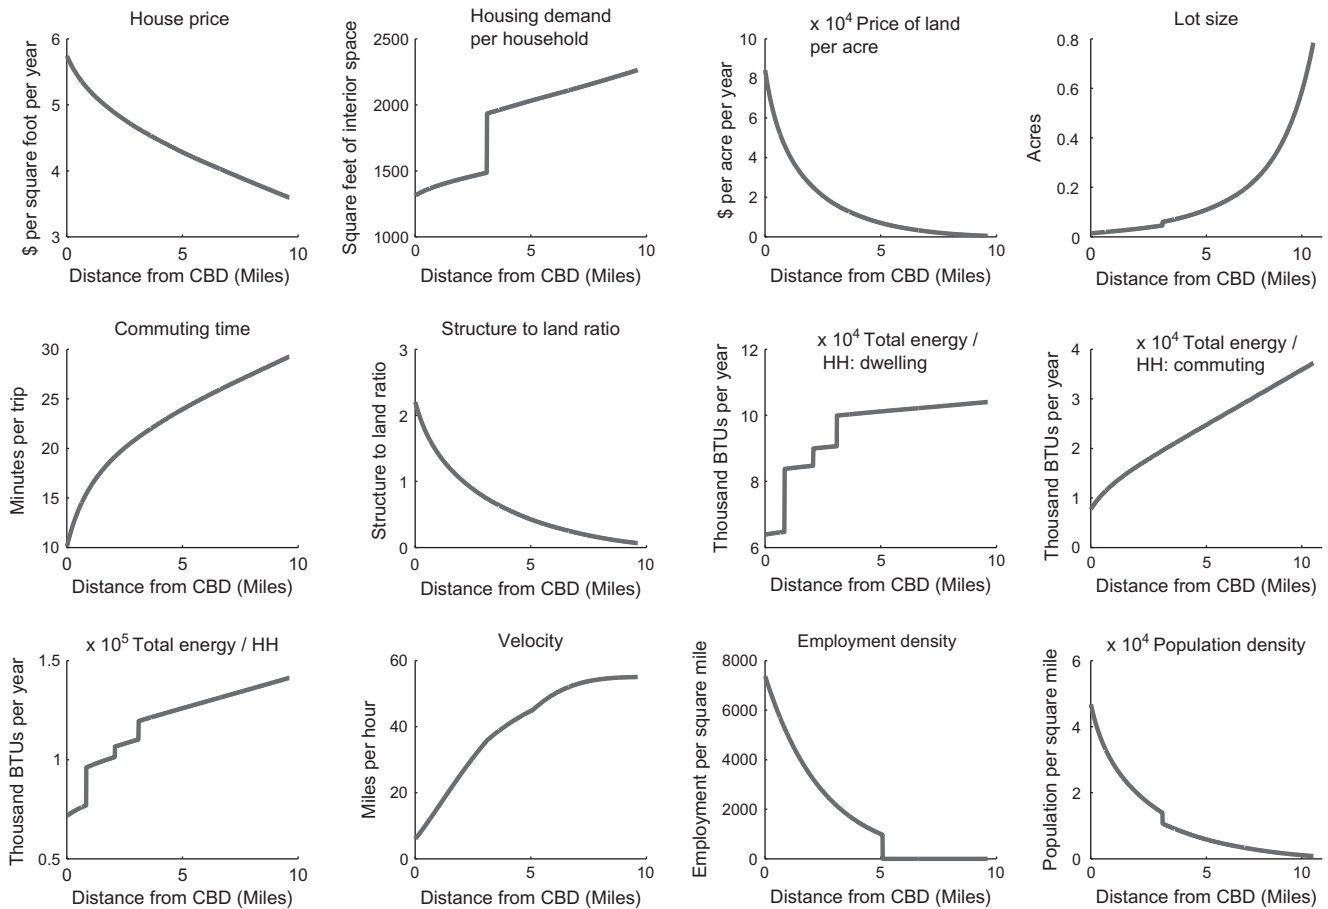 House price
$ per square foot per year
6
5
4
3
0
5
10
Distance from CBD (Miles)
Housing demand
per household
Square feet of interior space
2500
2000
1500
1000
0
5
10
Distance from CBD (Miles)
x 10⁴ Price of land
per acre
$ per acre per year
10
8
6
4
2
0
0
5
10
Distance from CBD (Miles)
Lot size
Acres
0.8
0.6
0.4
0.2
0
0
5
10
Distance from CBD (Miles)
Commuting time
Minutes per trip
30
25
20
15
10
0
5
10
Distance from CBD (Miles)
Structure to land ratio
Structure to land ratio
3
2
1
0
0
5
10
Distance from CBD (Miles)
x 10⁴ Total energy /
HH: dwelling
Thousand BTUs per year
12
10
8
6
0
5
10
Distance from CBD (Miles)
x 10⁴ Total energy /
HH: commuting
Thousand BTUs per year
4
3
2
1
0
0
5
10
Distance from CBD (Miles)
x 10⁵ Total energy / HH
Thousand BTUs per year
1.5
1
0.5
0
5
10
Distance from CBD (Miles)
Velocity
Miles per hour
60
40
20
0
0
5
10
Distance from CBD (Miles)
Employment density
Employment per square mile
8000
6000
4000
2000
0
0
5
10
Distance from CBD (Miles)
x 10⁴ Population density
Population per square mile
6
4
2
0
0
5
10
Distance from CBD (Miles)